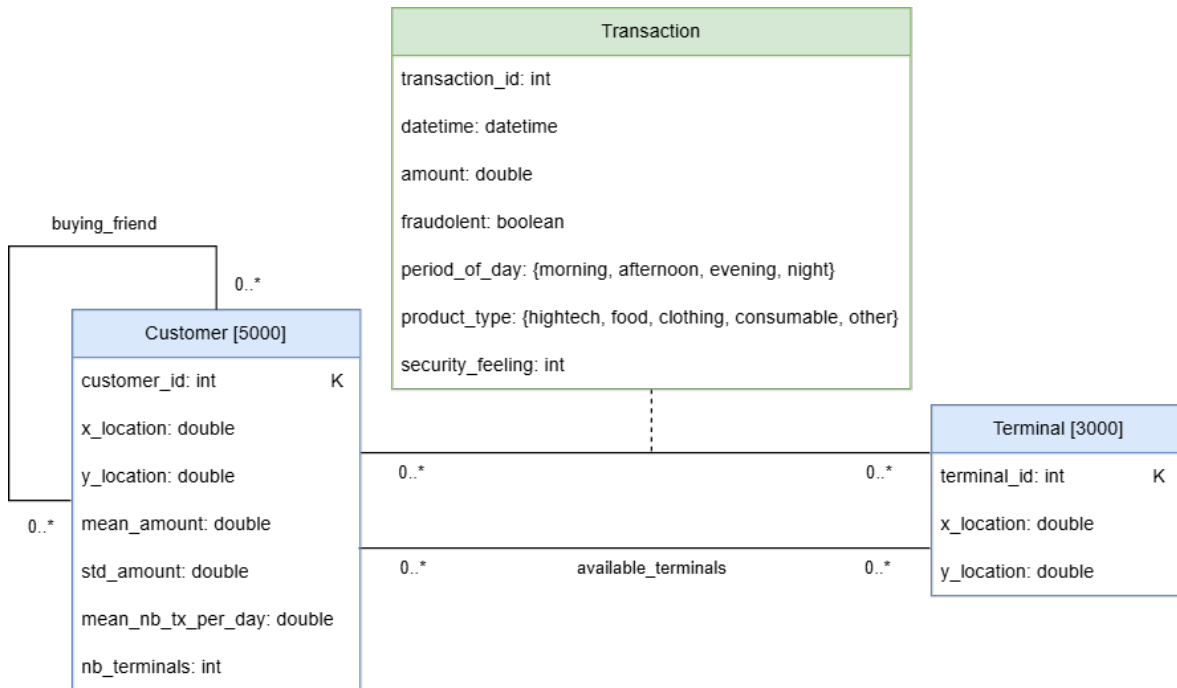 Transaction
transaction_id: int
datetime: datetime
amount: double
fraudolent: boolean
period_of_day: {morning, afternoon, evening, night}
product_type: {hightech, food, clothing, consumable, other}
security_feeling: int
buying_friend
0..*
0..*
Customer [5000]
customer_id: int K
x_location: double
y_location: double
mean_amount: double
std_amount: double
mean_nb_tx_per_day: double
nb_terminals: int
0..*
0..*
0..*
available_terminals
0..*
Terminal [3000]
terminal_id: int K
x_location: double
y_location: double